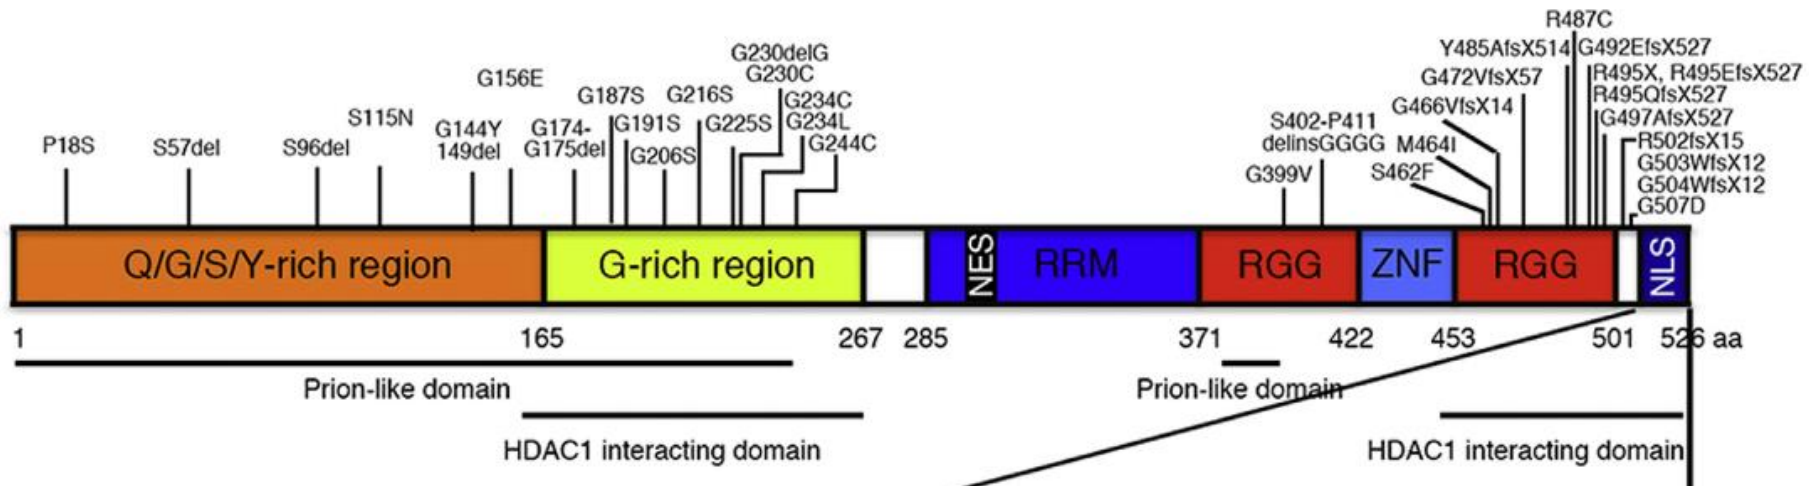 R487C
Y485AfsX514 G492EfsX527
G230delG
G156E G230C G472VfsX57 R495X, R495EfsX527
G187S G216S G234C G466VfsX14 R495QfsX527
S115N G191S G225S G234L S402-P411 G497AfsX527
P18S S57del S96del G144Y G174- G206S G244C delinsGGGG M464I R502fsX15
149del G175del G399V S462F G503WfsX12
G504WfsX12
G507D
Q/G/S/Y-rich region G-rich region NES RRM RGG ZNF RGG NLS
1 165 267 285 371 422 453 501 526 aa
Prion-like domain Prion-like domain
HDAC1 interacting domain HDAC1 interacting domain